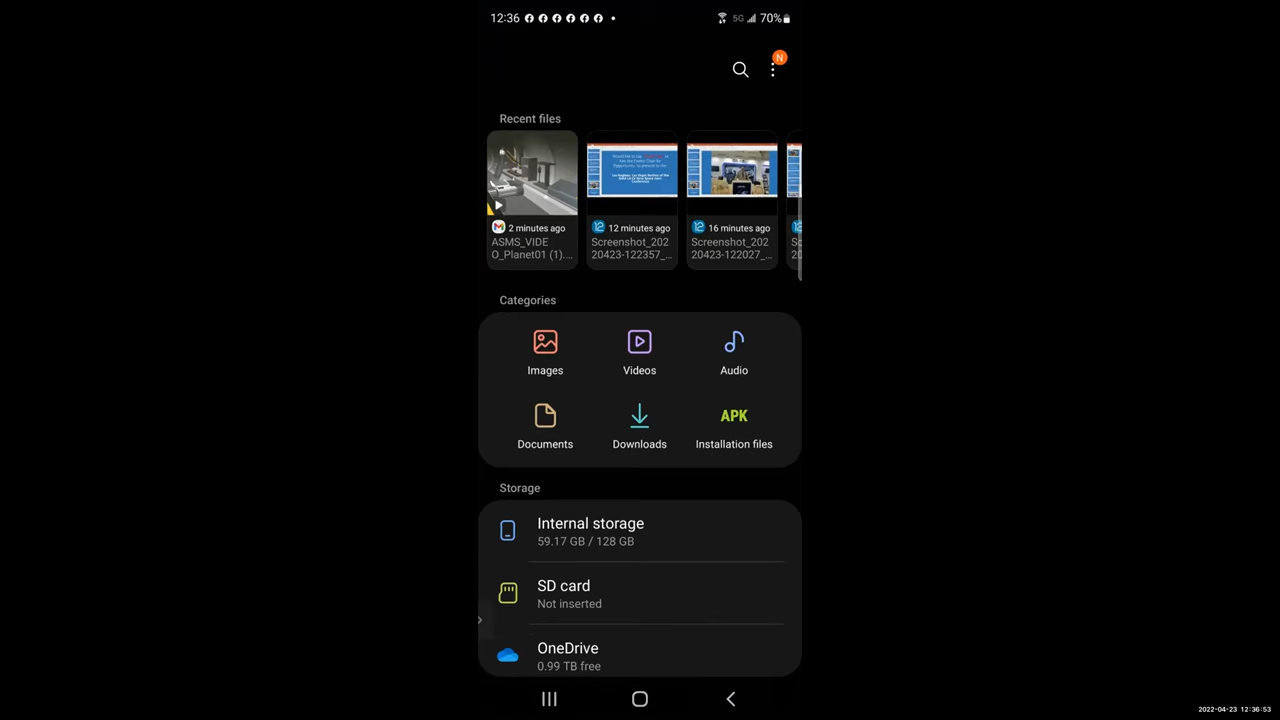 12:36
5G 70%
N
Recent files
2 minutes ago
ASMS_VIDE
O_Planet01 (1)....
12 minutes ago
Screenshot_202
20423-122357_...
16 minutes ago
Screenshot_202
20423-122027_...
Sc
20
Categories
Images
Videos
Audio
Documents
Downloads
APK
Installation files
Storage
Internal storage
59.17 GB / 128 GB
SD card
Not inserted
OneDrive
0.99 TB free
2022-04-23 12:36:53